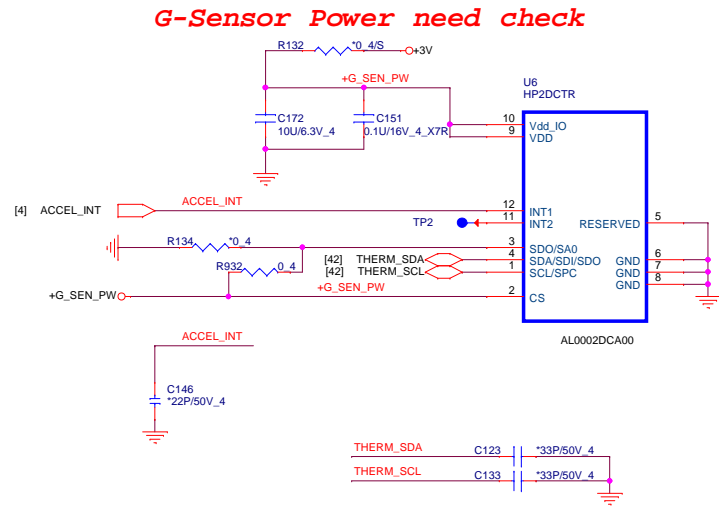 G-Sensor Power need check
R132 *0_4/S +3V
+G_SEN_PW
U6
HP2DCTR
C172
10U/6.3V_4
C151
0.1U/16V_4_X7R
10 Vdd_IO
9 VDD
[4] ACCEL_INT ACCEL_INT 12 INT1
TP2 11 INT2 RESERVED 5
R134 *0_4 3 SDO/SA0
[42] THERM_SDA 4 SDA/SDI/SDO GND 6
[42] THERM_SCL 1 SCL/SPC GND 7
R932 0_4
GND 8
+G_SEN_PW +G_SEN_PW 2 CS
AL0002DCA00
ACCEL_INT
C146
*22P/50V_4
THERM_SDA C123 *33P/50V_4
THERM_SCL C133 *33P/50V_4